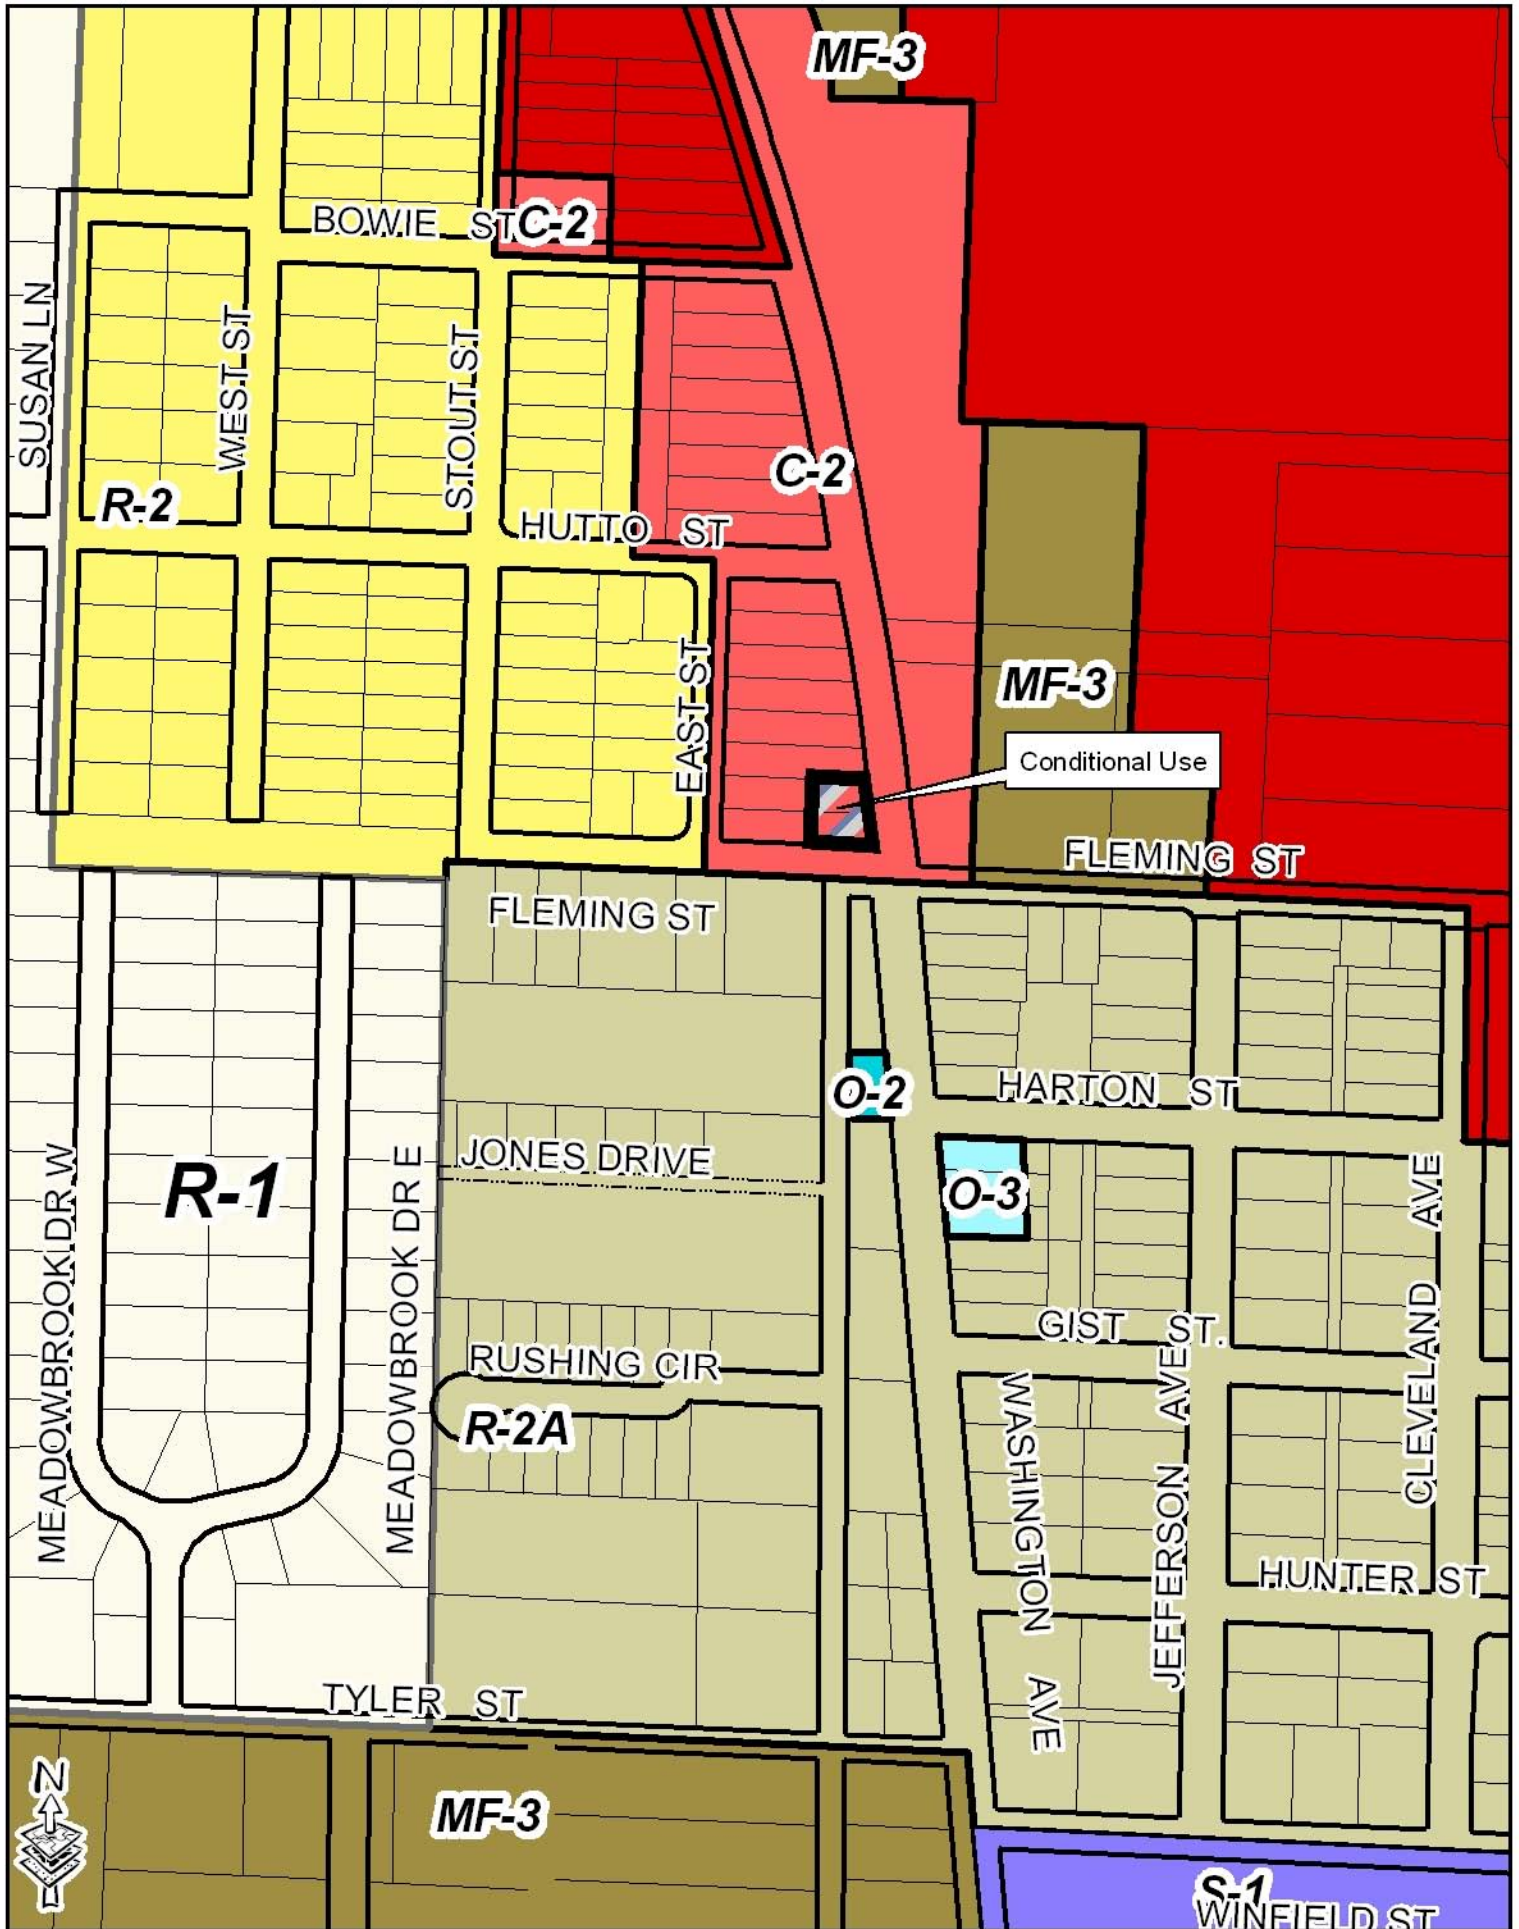 MF-3
BOWIE ST
C-2
SUSAN LN
WEST ST
STOUT ST
C-2
R-2
HUTTO ST
EAST ST
MF-3
Conditional Use
FLEMING ST
FLEMING ST
O-2
HARTON ST
JONES DRIVE
R-1
O-3
MEADOWBROOK DR W
MEADOWBROOK DR E
CLEVELAND AVE
GIST ST.
RUSHING CIR
R-2A
WASHINGTON AVE
JEFFERSON AVE
HUNTER ST
TYLER ST
N
MF-3
S-1
WINFIELD ST